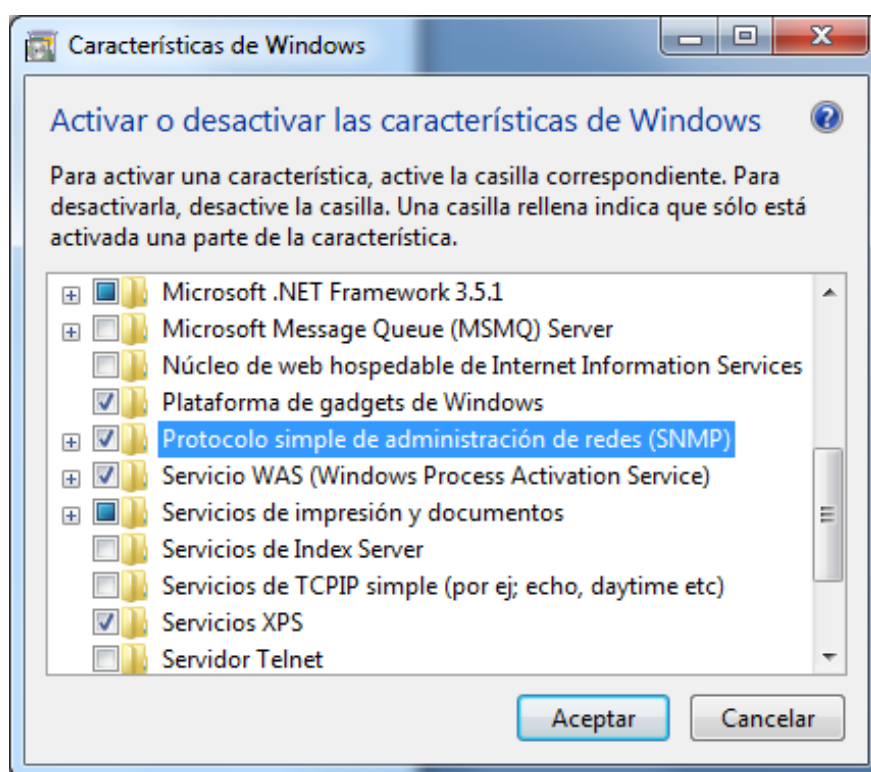 Características de Windows
Activar o desactivar las características de Windows
Para activar una característica, active la casilla correspondiente. Para
desactivarla, desactive la casilla. Una casilla rellena indica que sólo está
activada una parte de la característica.
Microsoft .NET Framework 3.5.1
Microsoft Message Queue (MSMQ) Server
Núcleo de web hospedable de Internet Information Services
Plataforma de gadgets de Windows
Protocolo simple de administración de redes (SNMP)
Servicio WAS (Windows Process Activation Service)
Servicios de impresión y documentos
Servicios de Index Server
Servicios de TCPIP simple (por ej; echo, daytime etc)
Servicios XPS
Servidor Telnet
Aceptar Cancelar